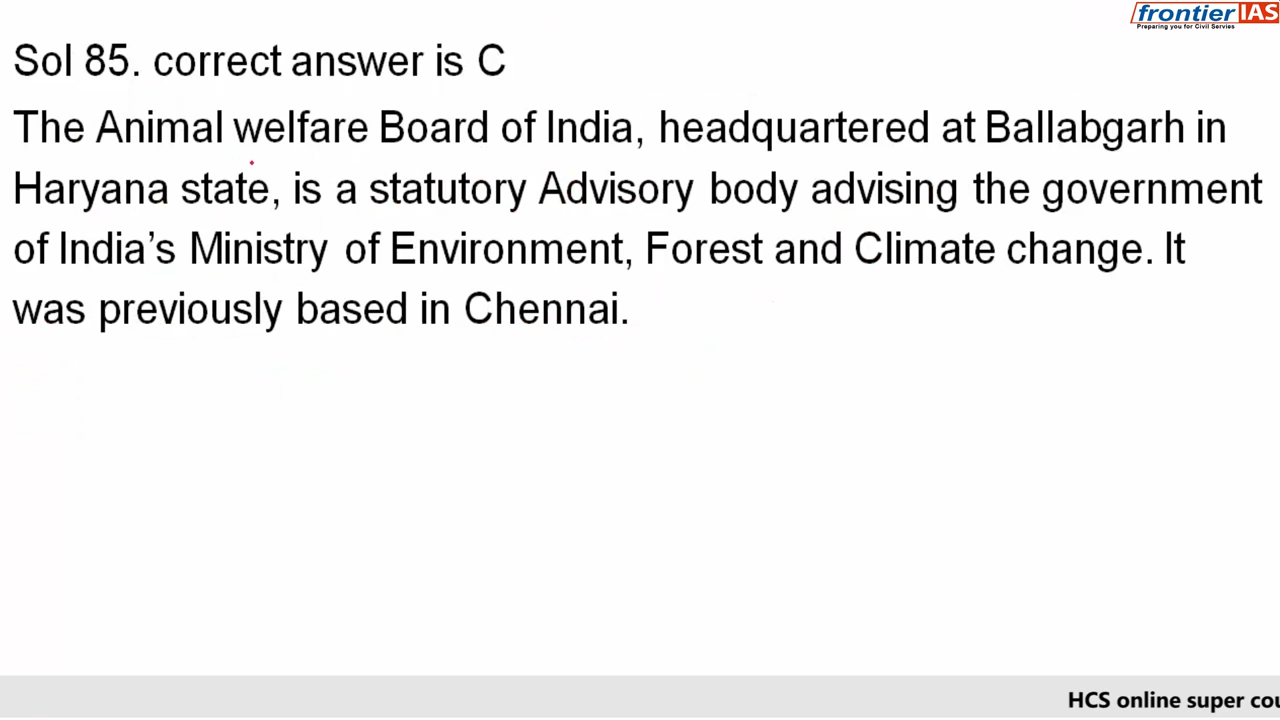 frontier IAS
Preparing you for Civil Servies
Sol 85. correct answer is C
The Animal welfare Board of India, headquartered at Ballabgarh in
Haryana state, is a statutory Advisory body advising the government
of India’s Ministry of Environment, Forest and Climate change. It
was previously based in Chennai.
HCS online super cou